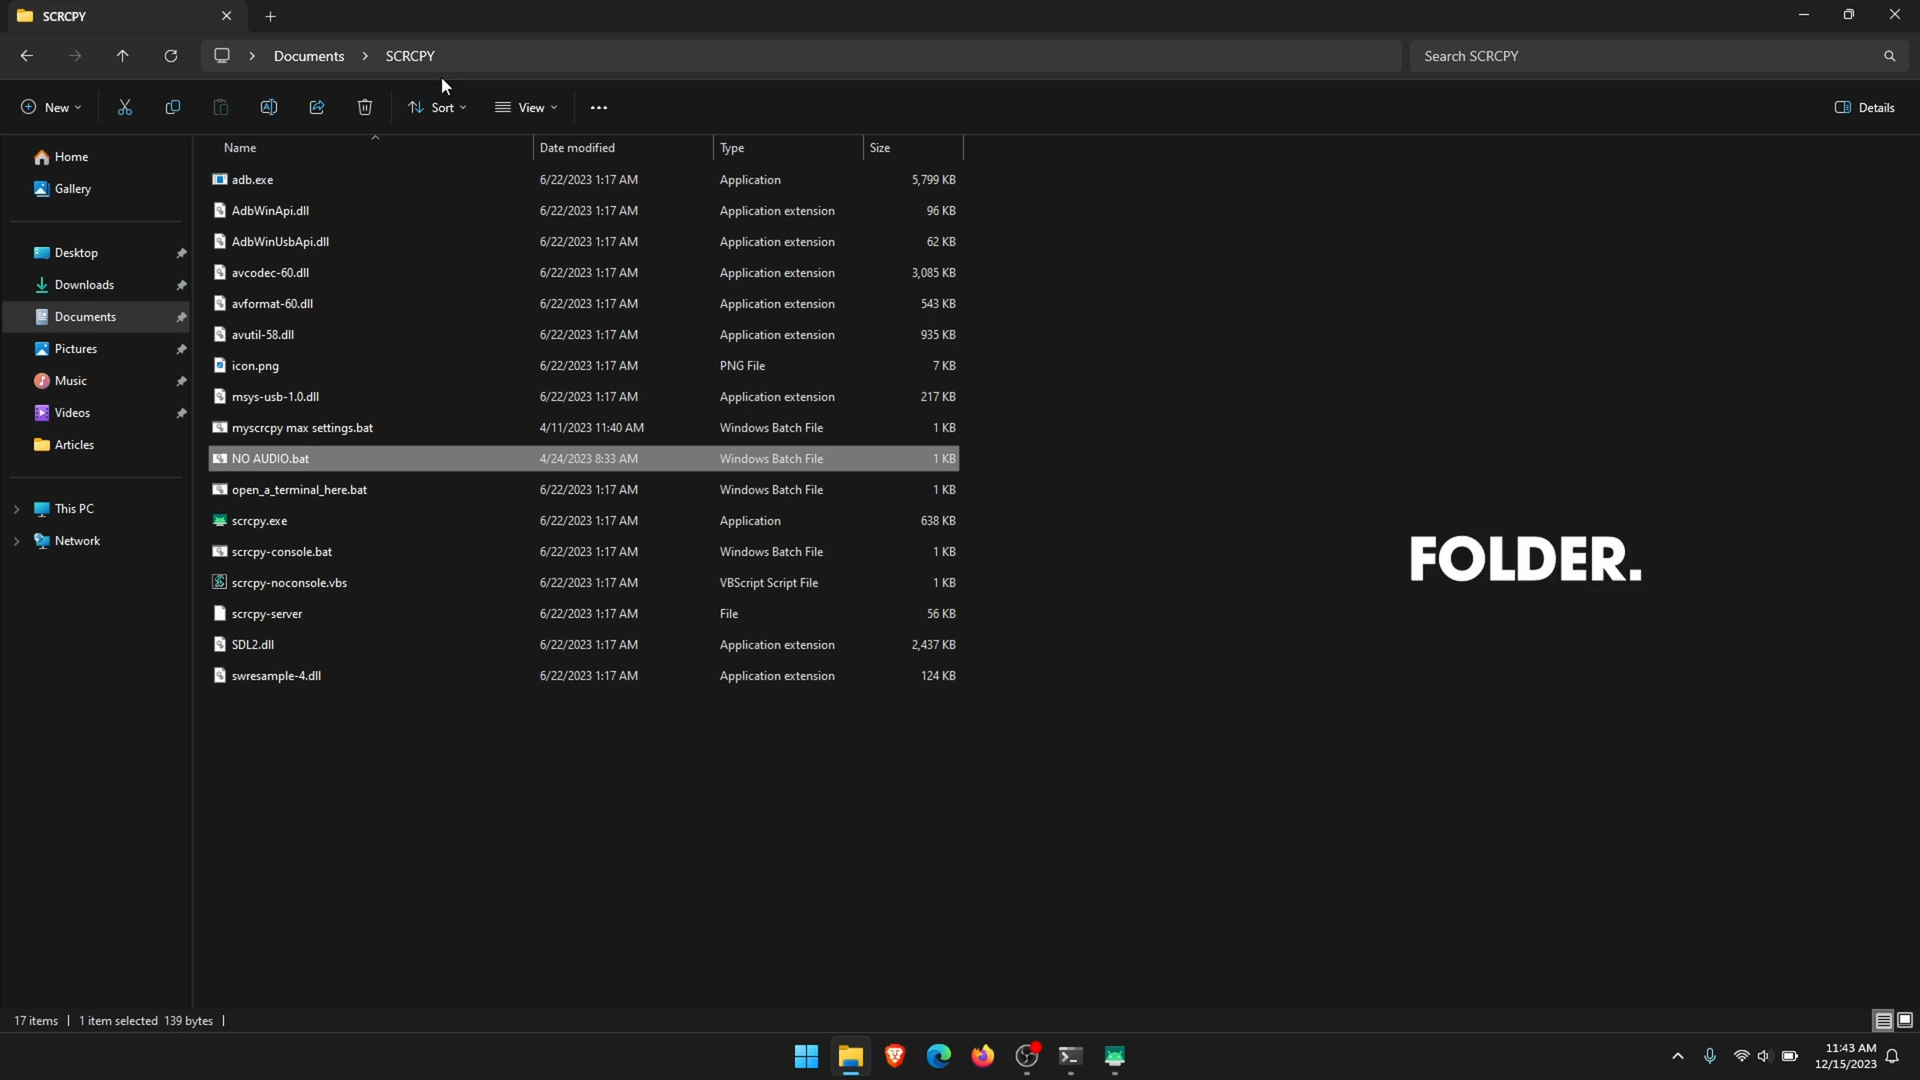 SCRCPY
Documents > SCRCPY
Search SCRCPY
New
Sort
View
Details
Name Date modified Type Size
adb.exe 6/22/2023 1:17 AM Application 5,799 KB
AdbWinApi.dll 6/22/2023 1:17 AM Application extension 96 KB
AdbWinUsbApi.dll 6/22/2023 1:17 AM Application extension 62 KB
avcodec-60.dll 6/22/2023 1:17 AM Application extension 3,085 KB
avformat-60.dll 6/22/2023 1:17 AM Application extension 543 KB
avutil-58.dll 6/22/2023 1:17 AM Application extension 935 KB
icon.png 6/22/2023 1:17 AM PNG File 7 KB
msys-usb-1.0.dll 6/22/2023 1:17 AM Application extension 217 KB
myscrcpy max settings.bat 4/11/2023 11:40 AM Windows Batch File 1 KB
NO AUDIO.bat 4/24/2023 8:33 AM Windows Batch File 1 KB
open_a_terminal_here.bat 6/22/2023 1:17 AM Windows Batch File 1 KB
scrcpy.exe 6/22/2023 1:17 AM Application 638 KB
scrcpy-console.bat 6/22/2023 1:17 AM Windows Batch File 1 KB
scrcpy-noconsole.vbs 6/22/2023 1:17 AM VBScript Script File 1 KB
scrcpy-server 6/22/2023 1:17 AM File 56 KB
SDL2.dll 6/22/2023 1:17 AM Application extension 2,437 KB
swresample-4.dll 6/22/2023 1:17 AM Application extension 124 KB
Home
Gallery
Desktop
Downloads
Documents
Pictures
Music
Videos
Articles
This PC
Network
FOLDER.
17 items 1 item selected 139 bytes
11:43 AM
12/15/2023